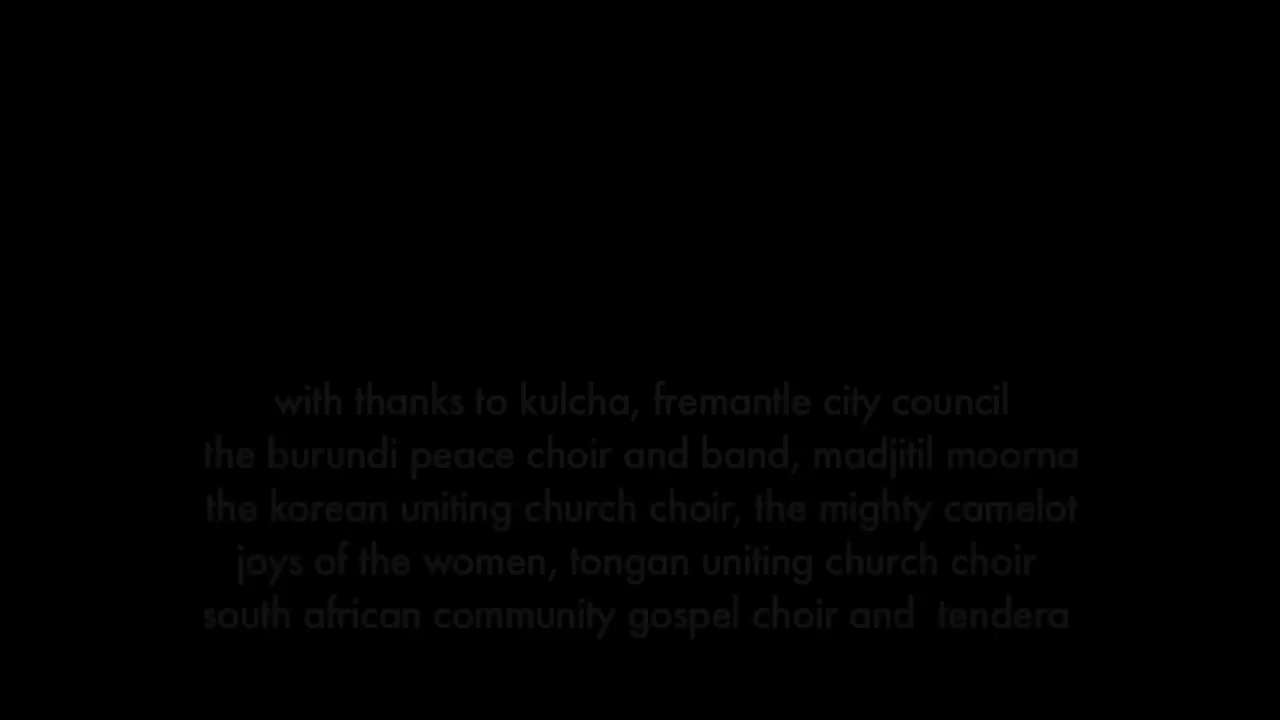 with thanks to kulcha, fremantle city council
the burundi peace choir and band, madjitil moorna
the korean uniting church choir, the mighty camelot
joys of the women, tongan uniting church choir
south african community gospel choir and tendera